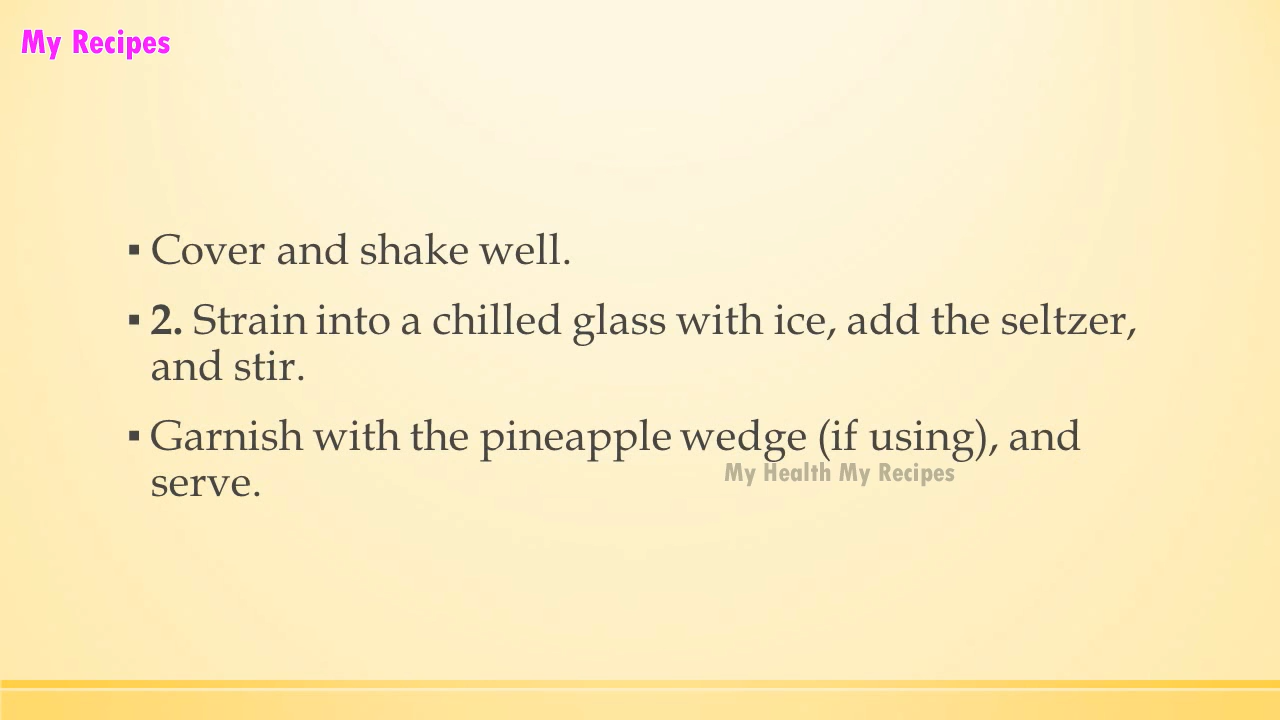 My Recipes
▪ Cover and shake well.
▪ 2. Strain into a chilled glass with ice, add the seltzer,
and stir.
▪ Garnish with the pineapple wedge (if using), and
serve.
My Health My Recipes